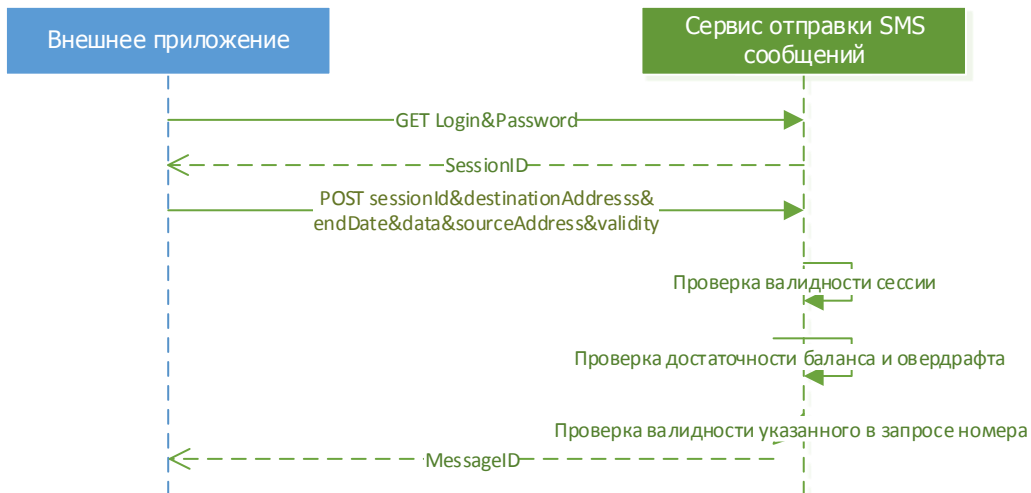 Внешнее приложение
Сервис отправки SMS
сообщений
GET Login&Password
SessionID
POST sessionId&destinationAddresss&
endDate&data&sourceAddress&validity
Проверка валидности сессии
Проверка достаточности баланса и овердрафта
Проверка валидности указанного в запросе номера
MessageID